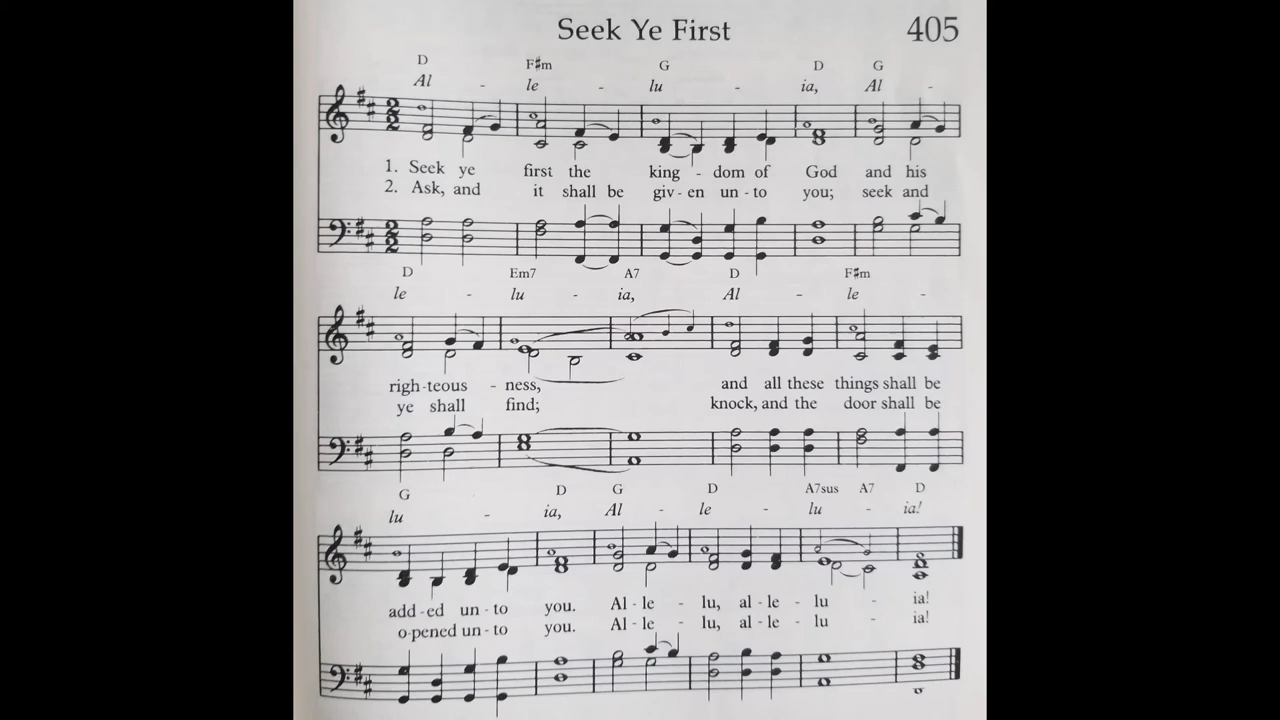 Seek Ye First 405
D F#m G D G
Al - le - lu - ia, Al -
1. Seek ye first the king - dom of God and his
2. Ask, and it shall be giv - en un - to you; seek and
D Em7 A7 D F#m
le - lu - ia, Al - le -
righ - teous - ness, and all these things shall be
ye shall find; knock, and the door shall be
G D G D A7sus A7 D
lu - ia, Al - le - lu - ia!
add - ed un - to you. Al - le - lu, al - le - lu - ia!
o - pened un - to you. Al - le - lu, al - le - lu - ia!